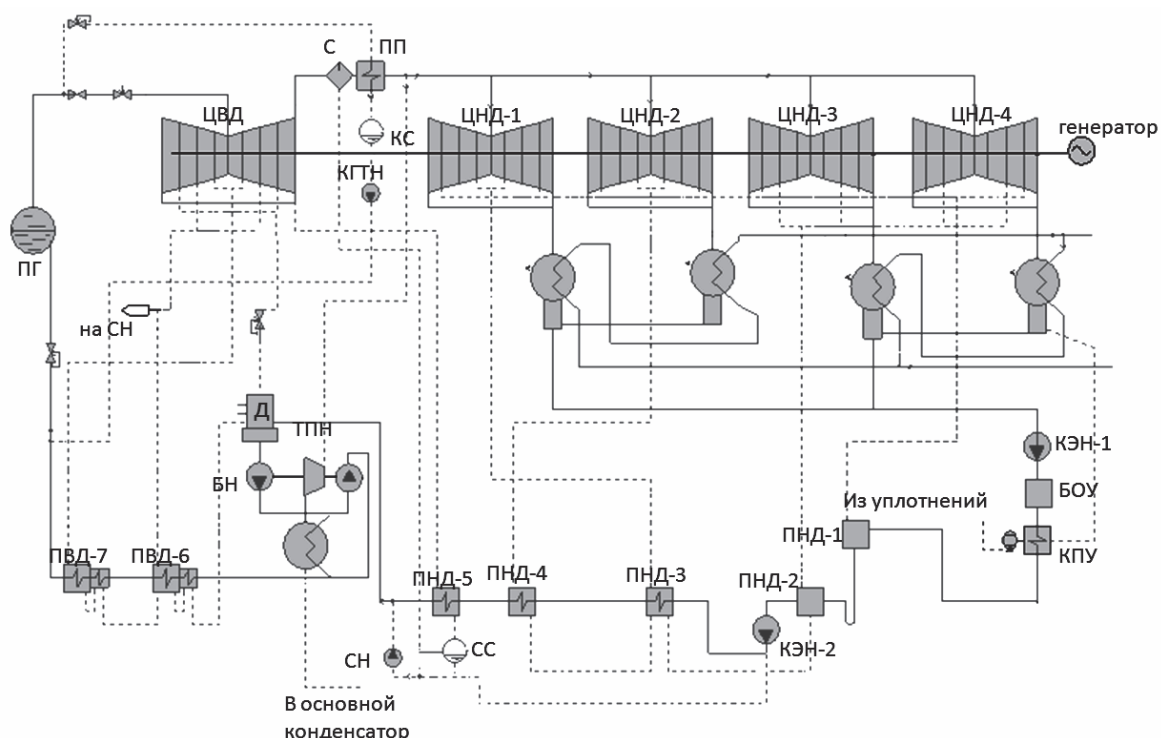 С
ПП
ЦВД
ЦНД-1
ЦНД-2
ЦНД-3
ЦНД-4
генератор
КС
КГТН
ПГ
на СН
Д
ТПН
БН
КЭН-1
БОУ
Из уплотнений
ПНД-1
КПУ
ПВД-7
ПВД-6
ПНД-5
ПНД-4
ПНД-3
ПНД-2
КЭН-2
СН
СС
В основной
конденсатор